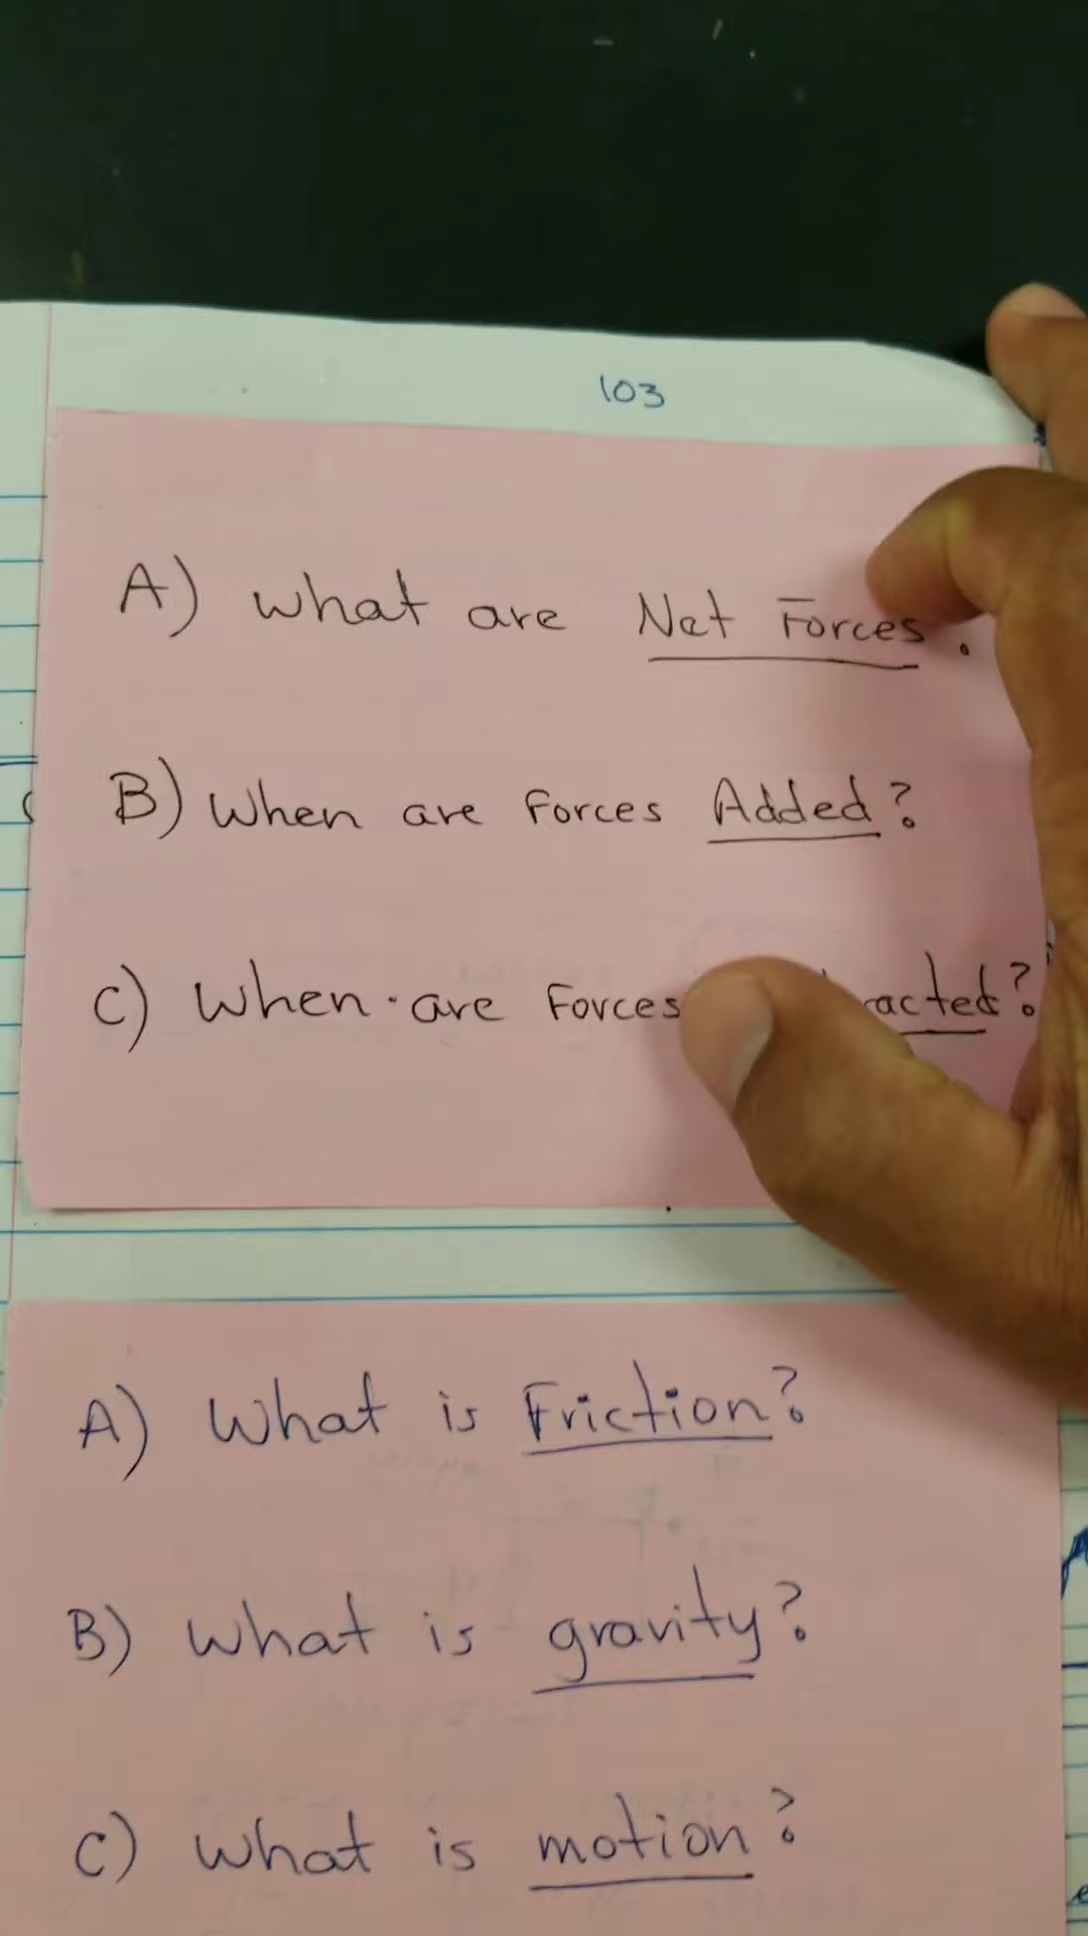 103
A) What are Net Forces.
B) When are Forces Added?
C) When are Forces acted?
A) What is Friction?
B) What is gravity?
C) What is motion?